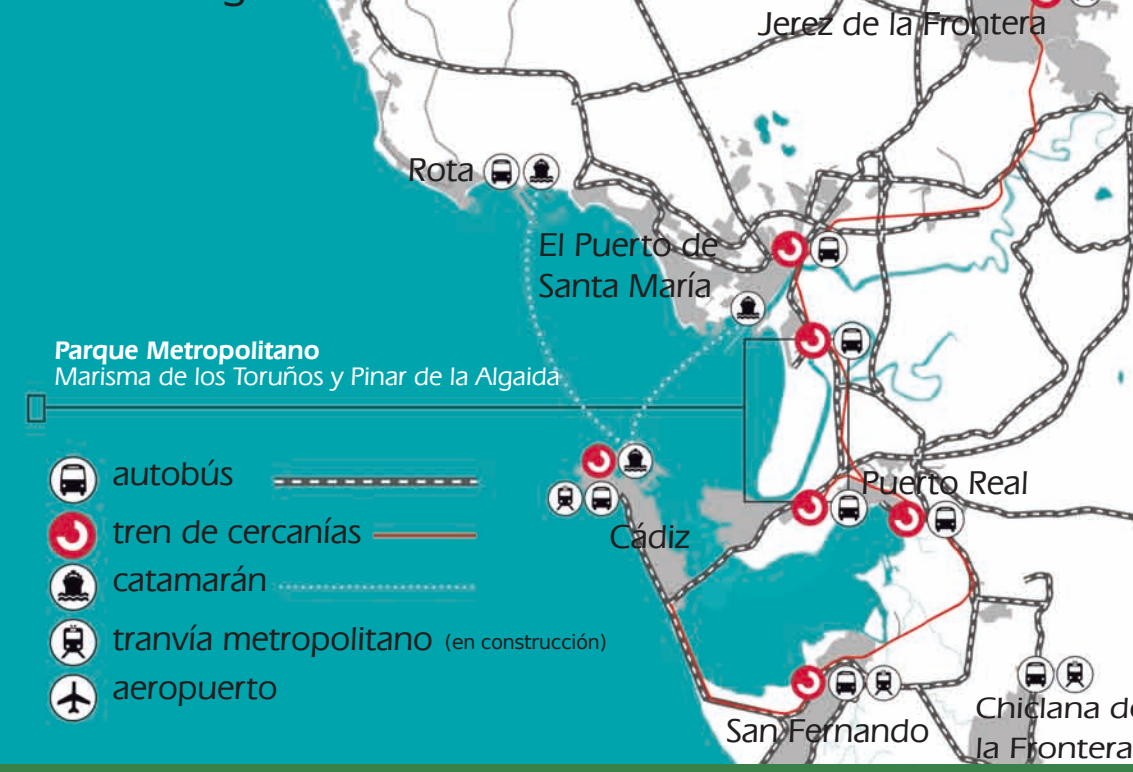 Jerez de la Frontera
Rota
El Puerto de
Santa María
Parque Metropolitano
Marisma de los Toruños y Pinar de la Algaida
autobús
tren de cercanías
catamarán
tranvía metropolitano (en construcción)
aeropuerto
Cádiz
Puerto Real
San Fernando
Chiclana de
la Frontera